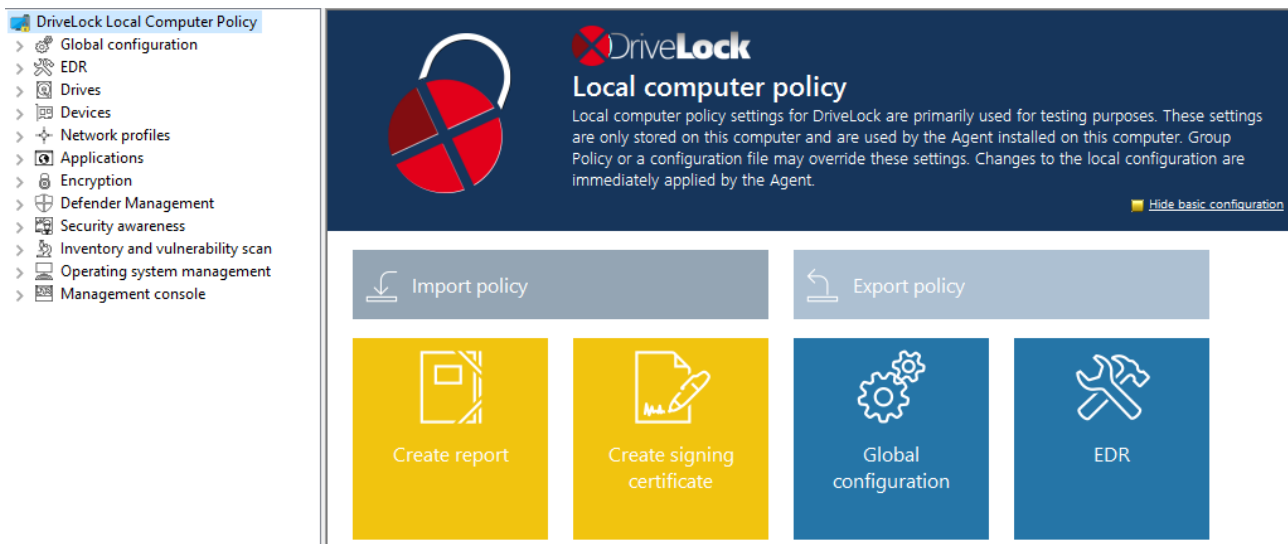 DriveLock Local Computer Policy
Global configuration
EDR
Drives
Devices
Network profiles
Applications
Encryption
Defender Management
Security awareness
Inventory and vulnerability scan
Operating system management
Management console
DriveLock
Local computer policy
Local computer policy settings for DriveLock are primarily used for testing purposes. These settings
are only stored on this computer and are used by the Agent installed on this computer. Group
Policy or a configuration file may override these settings. Changes to the local configuration are
immediately applied by the Agent.
Hide basic configuration
Import policy
Export policy
Create report
Create signing
certificate
Global
configuration
EDR